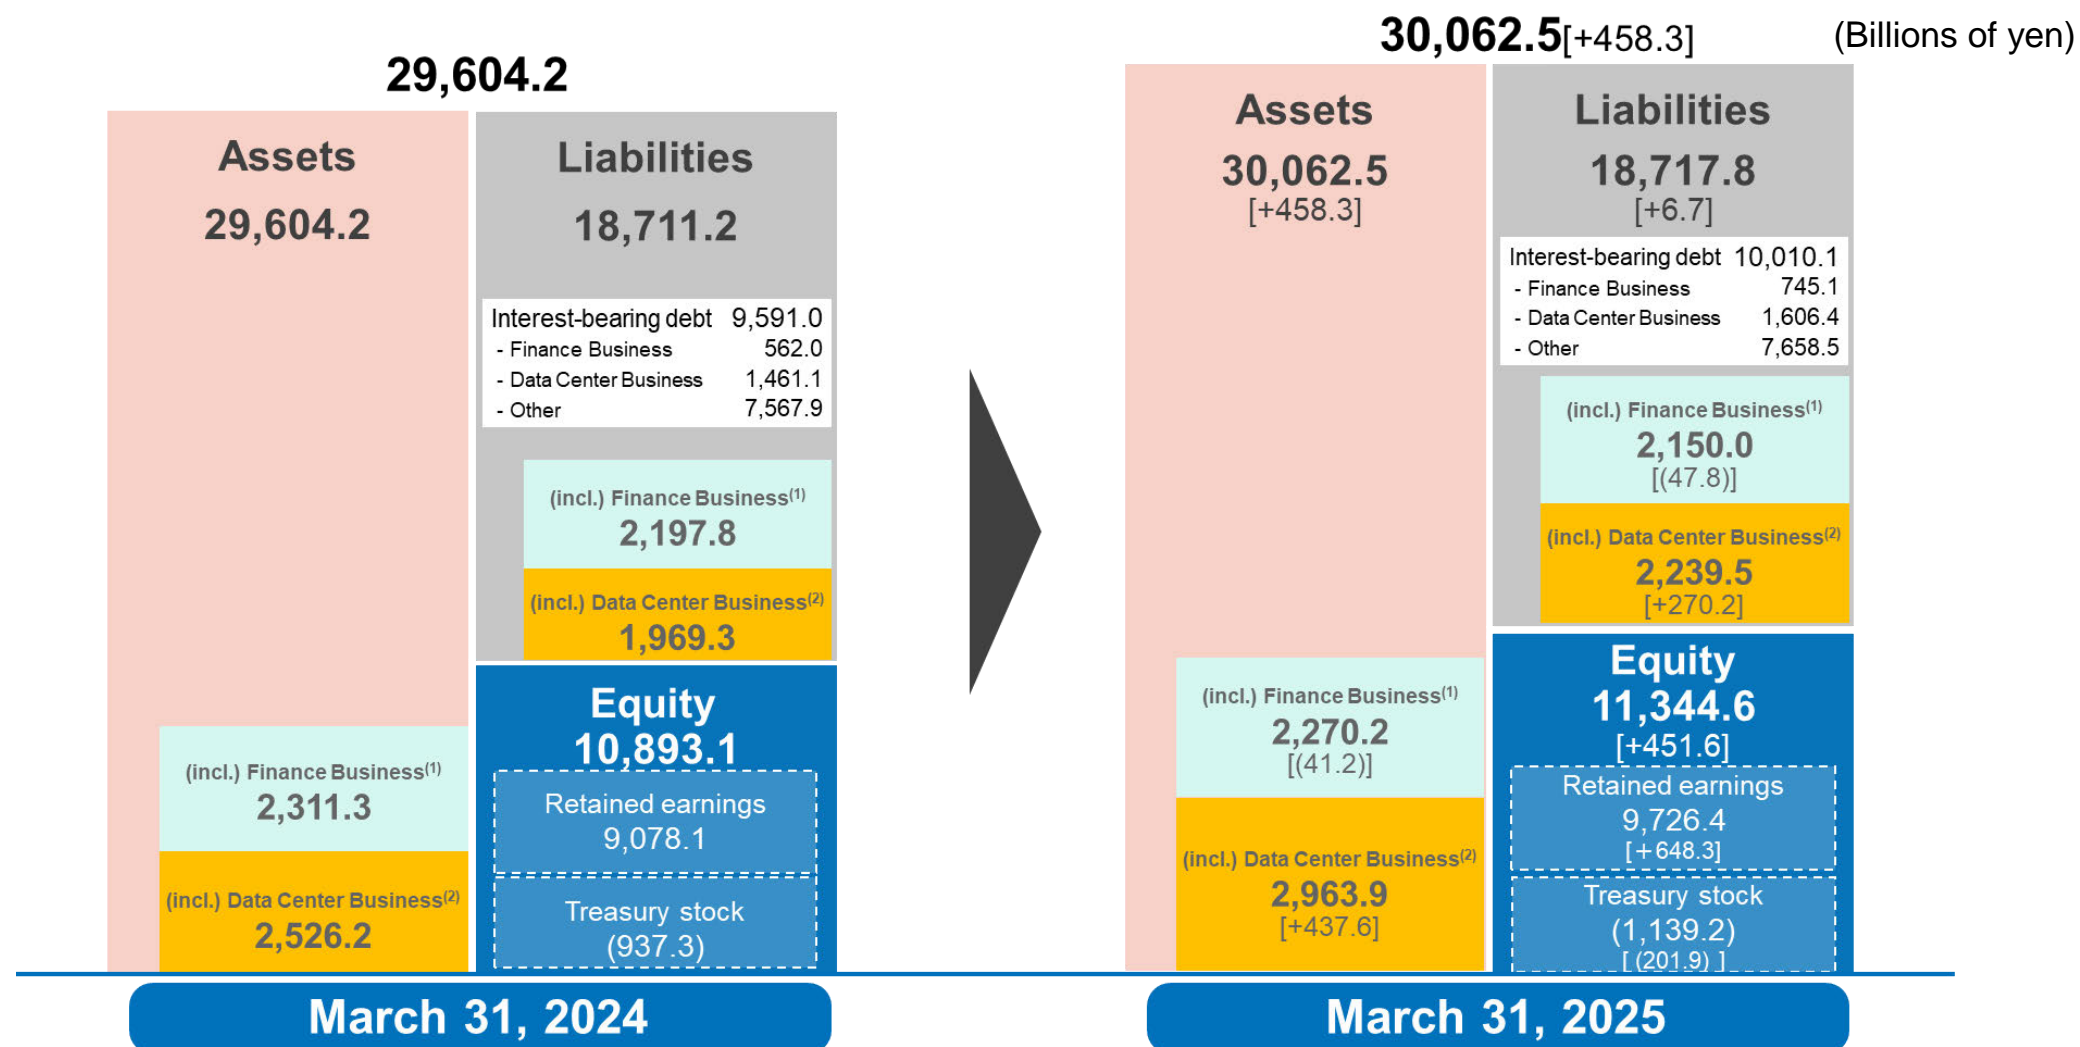 (Billions of yen)
29,604.2
Assets
29,604.2
Liabilities
18,711.2
Interest-bearing debt 9,591.0
- Finance Business 562.0
- Data Center Business 1,461.1
- Other 7,567.9
(incl.) Finance Business(1)
2,197.8
(incl.) Data Center Business(2)
1,969.3
(incl.) Finance Business(1)
2,311.3
(incl.) Data Center Business(2)
2,526.2
Equity
10,893.1
Retained earnings
9,078.1
Treasury stock
(937.3)
March 31, 2024
30,062.5[+458.3]
Assets
30,062.5
[+458.3]
Liabilities
18,717.8
[+6.7]
Interest-bearing debt 10,010.1
- Finance Business 745.1
- Data Center Business 1,606.4
- Other 7,658.5
(incl.) Finance Business(1)
2,150.0
[(47.8)]
(incl.) Data Center Business(2)
2,239.5
[+270.2]
(incl.) Finance Business(1)
2,270.2
[(41.2)]
(incl.) Data Center Business(2)
2,963.9
[+437.6]
Equity
11,344.6
[+451.6]
Retained earnings
9,726.4
[+648.3]
Treasury stock
(1,139.2)
[ (201.9) ]
March 31, 2025